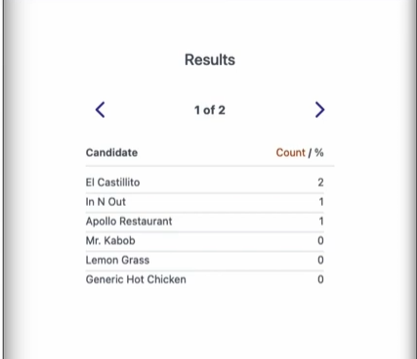 Results
1 of 2
Candidate Count / %
El Castillito 2
In N Out 1
Apollo Restaurant 1
Mr. Kabob 0
Lemon Grass 0
Generic Hot Chicken 0